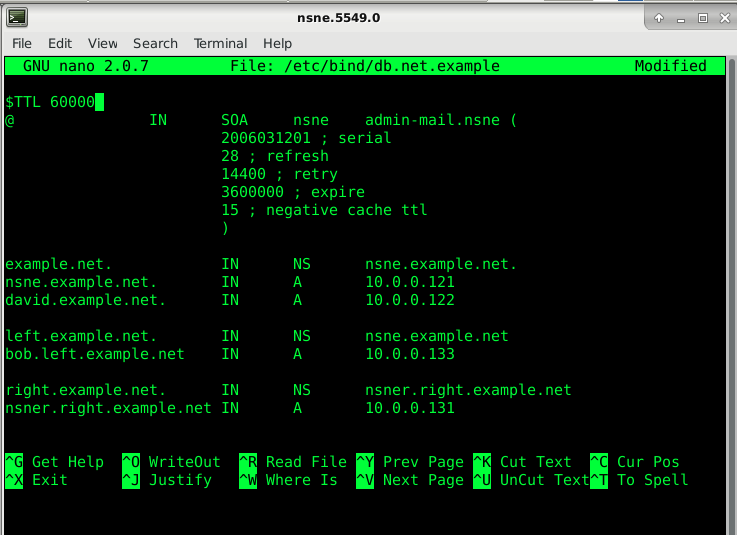 nsne.5549.0
File Edit View Search Terminal Help
GNU nano 2.0.7 File: /etc/bind/db.net.example Modified
$TTL 60000
@ IN SOA nsne admin-mail.nsne (
2006031201 ; serial
28 ; refresh
14400 ; retry
3600000 ; expire
15 ; negative cache ttl
)
example.net. IN NS nsne.example.net.
nsne.example.net. IN A 10.0.0.121
david.example.net. IN A 10.0.0.122
left.example.net. IN NS nsne.example.net
bob.left.example.net IN A 10.0.0.133
right.example.net. IN NS nsner.right.example.net
nsner.right.example.net IN A 10.0.0.131
^G Get Help ^O WriteOut ^R Read File ^Y Prev Page ^K Cut Text ^C Cur Pos
^X Exit ^J Justify ^W Where Is ^V Next Page ^U UnCut Text ^T To Spell